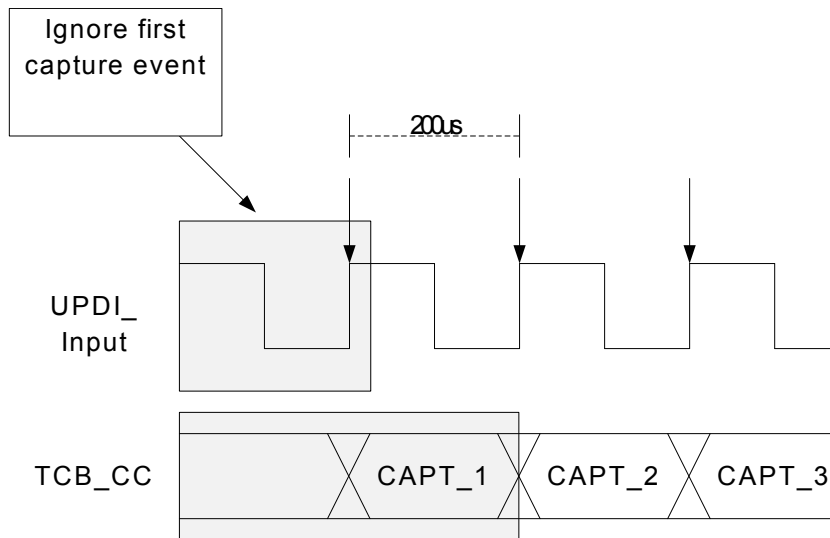 Ignore first
capture event
200us
UPDI_
Input
TCB_CC
CAPT_1
CAPT_2
CAPT_3